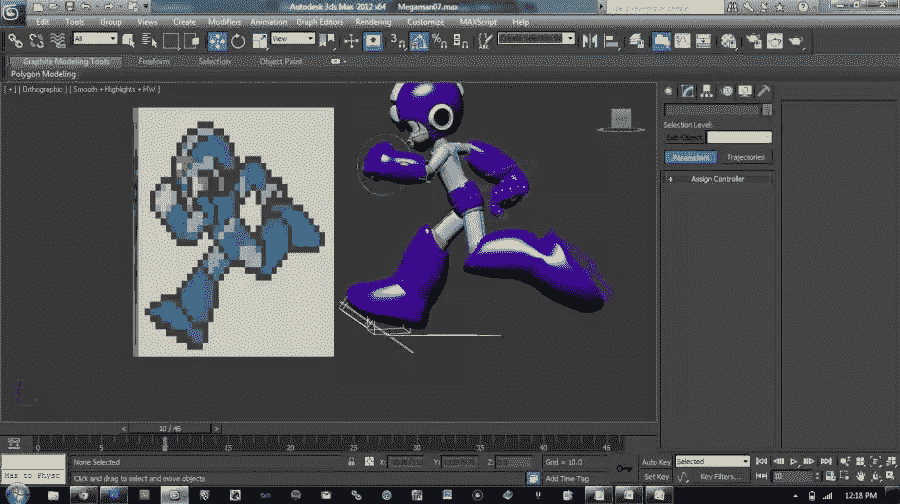 Autodesk 3ds Max 2012 x64 Megaman07.max
Edit Tools Group Views Create Modifiers Animation Graph Editors Rendering Customize MAXScript Help
All View Create Selection Se
Graphite Modeling Tools Freeform Selection Object Paint
Polygon Modeling
[ + ] [ Orthographic ] [ Smooth + Highlights + HW ]
Selection Level:
Sub-Object
Parameters Trajectories
+ Assign Controller
< 10 / 46 >
0 5 10 15 20 25 30 35 40 45
None Selected X: Y: Z: Grid = 10.0 Auto Key Selected
Max to Physc Click and drag to select and move objects Add Time Tag Set Key Key Filters... 10
12:18 PM